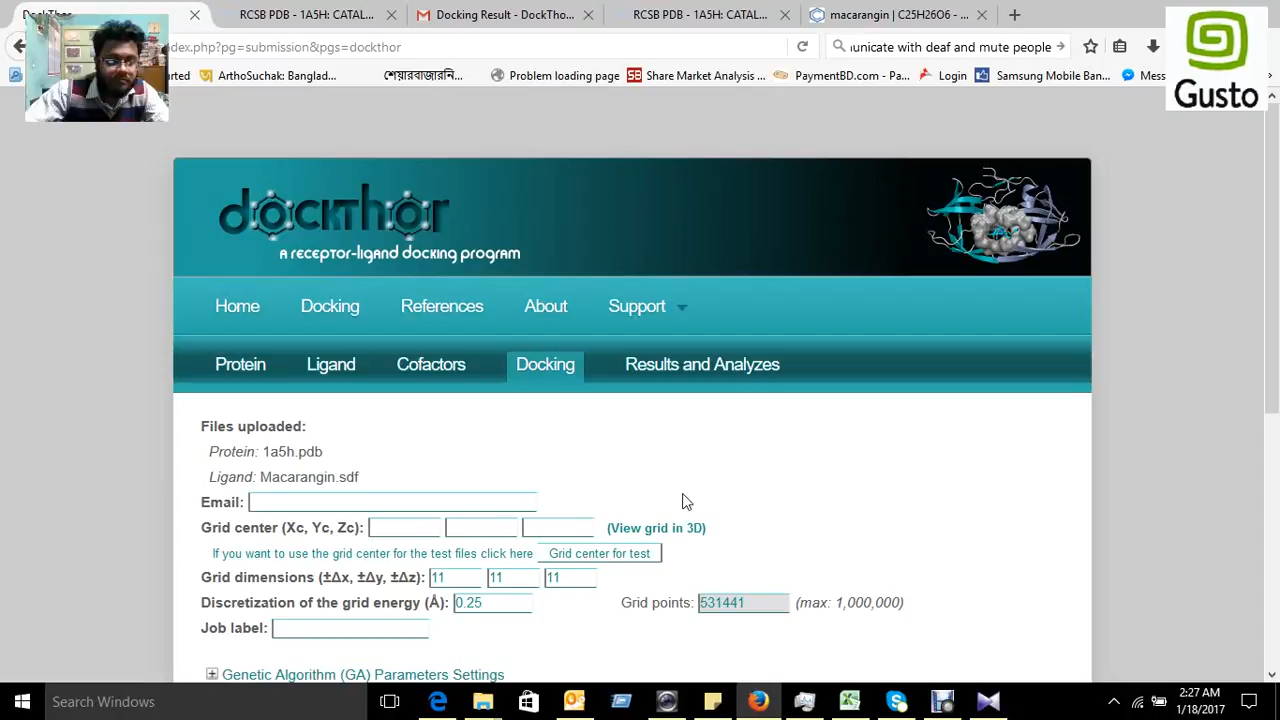 RCSB PDB - 1A5H: CATAL...
Docking Result - DockTho...
RCSB PDB - 1A5H: CATAL...
macarangin | C25H26O6 - ...
ndex.php?pg=submission&pgs=dockthor
unicate with deaf and mute people
arted
ArthoSuchak: Banglad...
শেয়ারবাজারনি...
Problem loading page
Share Market Analysis ...
PaymentBD.com - Pa...
Login
Samsung Mobile Ban...
Mess
Gusto
dockthor
a receptor-ligand docking program
Home Docking References About Support
Protein Ligand Cofactors Docking Results and Analyzes
Files uploaded:
Protein: 1a5h.pdb
Ligand: Macarangin.sdf
Email:
Grid center (Xc, Yc, Zc): (View grid in 3D)
If you want to use the grid center for the test files click here Grid center for test
Grid dimensions (±Δx, ±Δy, ±Δz): 11 11 11
Discretization of the grid energy (Å): 0.25 Grid points: 531441 (max: 1,000,000)
Job label:
Genetic Algorithm (GA) Parameters Settings
Search Windows
2:27 AM
1/18/2017